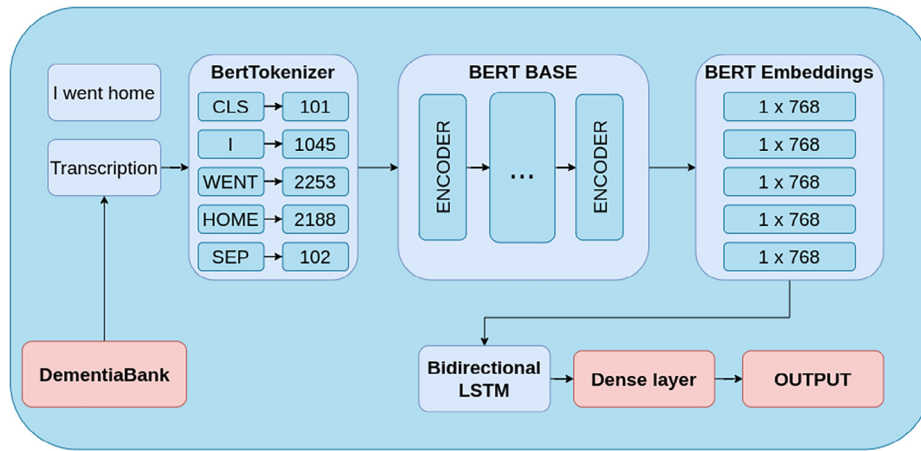 I went home
Transcription
DementiaBank
BertTokenizer
CLS 101
I 1045
WENT 2253
HOME 2188
SEP 102
BERT BASE
ENCODER
...
ENCODER
BERT Embeddings
1 x 768
1 x 768
1 x 768
1 x 768
1 x 768
Bidirectional
LSTM
Dense layer
OUTPUT